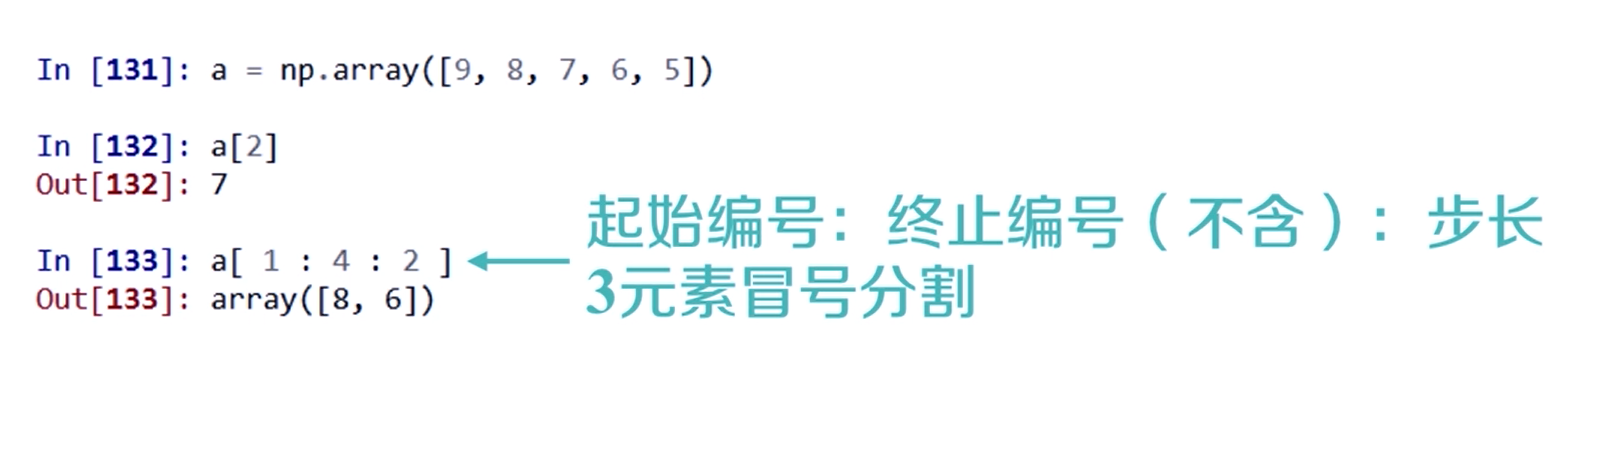 In [131]: a = np.array([9, 8, 7, 6, 5])
In [132]: a[2]
Out[132]: 7
In [133]: a[ 1 : 4 : 2 ]
Out[133]: array([8, 6])
起始编号：终止编号（不含）：步长
3元素冒号分割